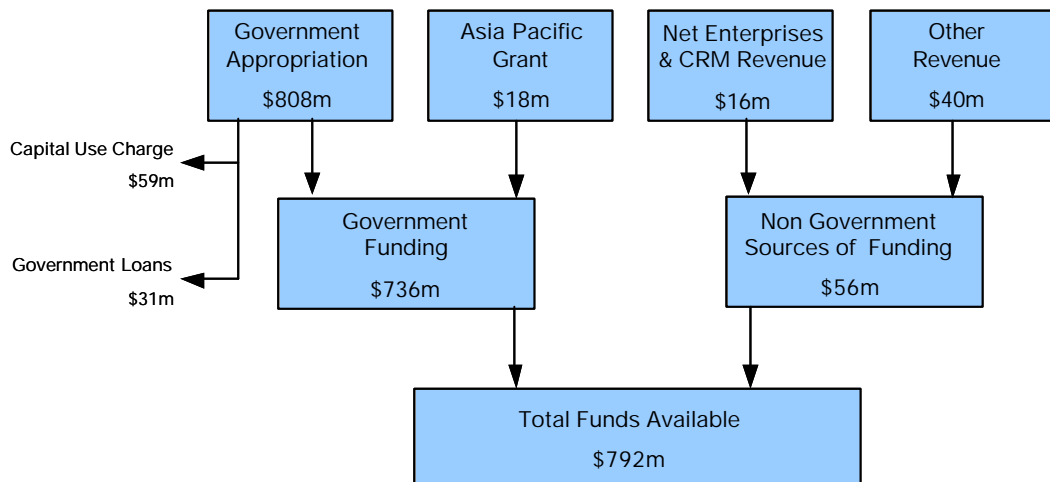 Government
Appropriation
$808m
Asia Pacific
Grant
$18m
Net Enterprises
& CRM Revenue
$16m
Other
Revenue
$40m
Capital Use Charge
$59m
Government Loans
$31m
Government
Funding
$736m
Non Government
Sources of Funding
$56m
Total Funds Available
$792m